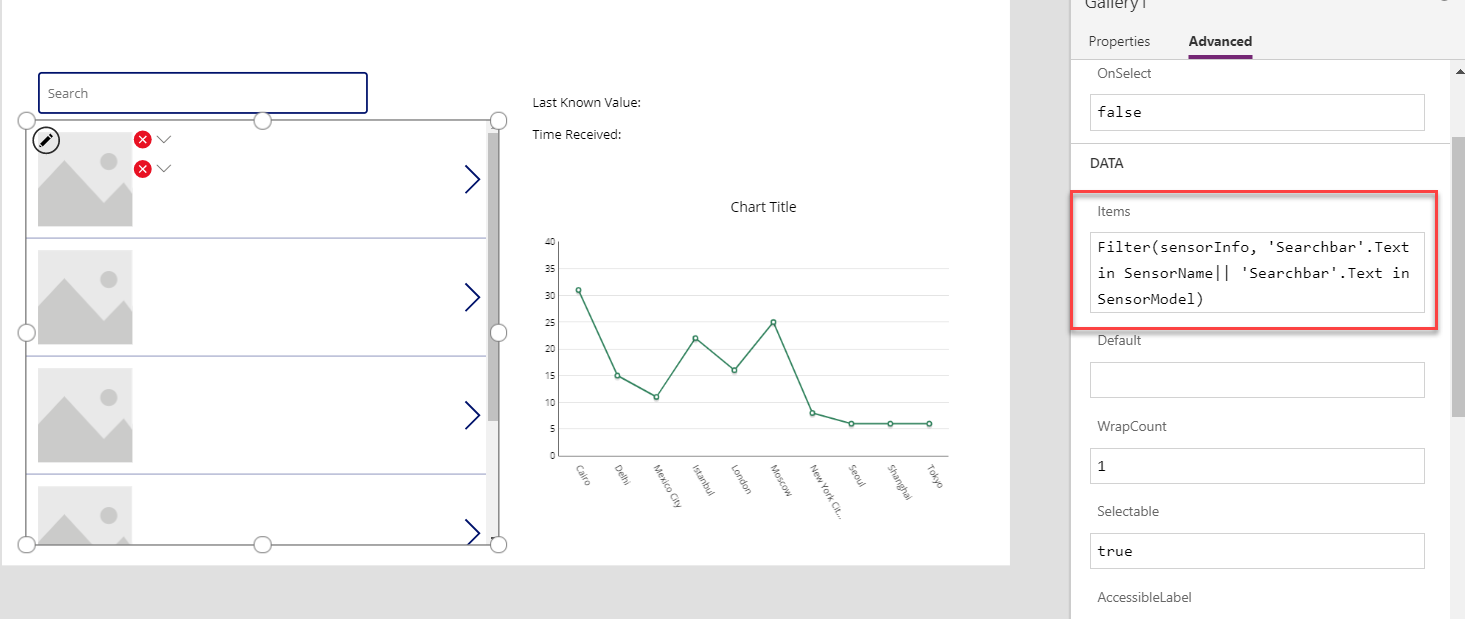 Search
Last Known Value:
Time Received:
Chart Title
40
35
30
25
20
15
10
5
0
Cairo
Delhi
Mexico City
Istanbul
London
Moscow
New York Cit...
Seoul
Shanghai
Tokyo
Gallery1
Properties
Advanced
OnSelect
false
DATA
Items
Filter(sensorInfo, 'Searchbar'.Text
in SensorName|| 'Searchbar'.Text in
SensorModel)
Default
WrapCount
1
Selectable
true
AccessibleLabel